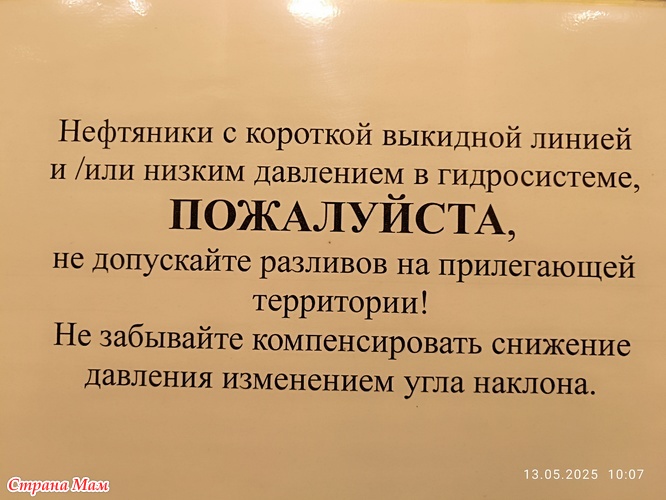 Нефтяники с короткой выкидной линией
и /или низким давлением в гидросистеме,
ПОЖАЛУЙСТА,
не допускайте разливов на прилегающей
территории!
Не забывайте компенсировать снижение
давления изменением угла наклона.
Страна Мам
13.05.2025 10:07